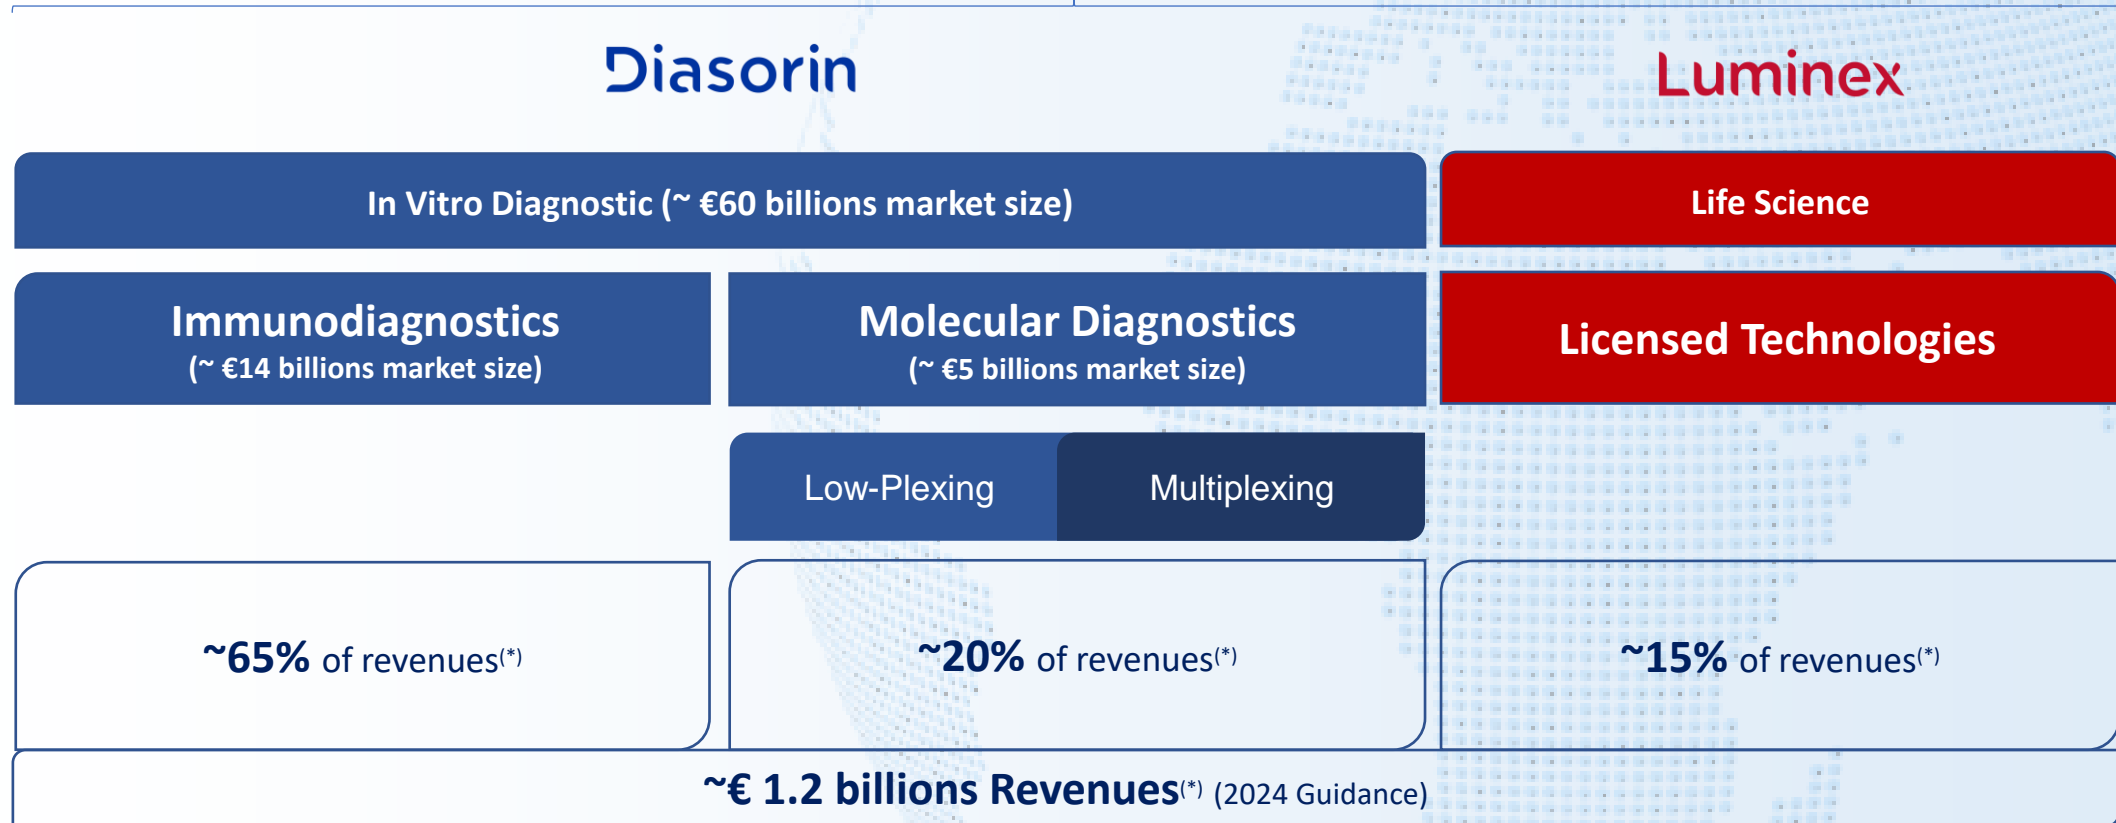 Diasorin
Luminex
In Vitro Diagnostic (~ €60 billions market size)
Life Science
Immunodiagnostics
(~ €14 billions market size)
Molecular Diagnostics
(~ €5 billions market size)
Licensed Technologies
Low-Plexing
Multiplexing
~65% of revenues(*)
~20% of revenues(*)
~15% of revenues(*)
~€ 1.2 billions Revenues(*) (2024 Guidance)